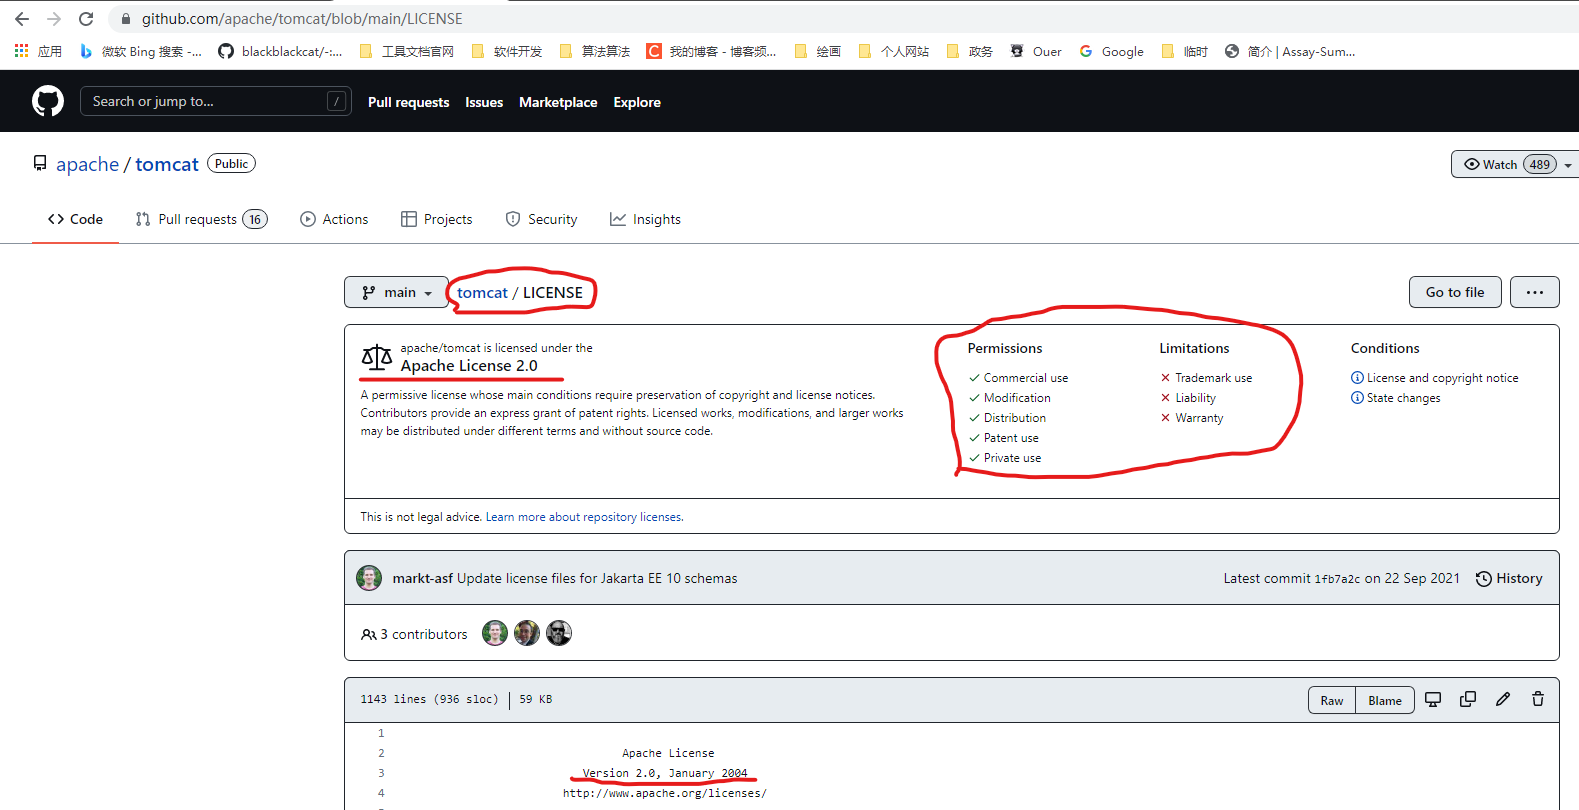 github.com/apache/tomcat/blob/main/LICENSE
应用 微软 Bing 搜索 -... blackblackcat/-:... 工具文档官网 软件开发 算法算法 C 我的博客 - 博客频... 绘画 个人网站 政务 Ouer Google 临时 简介 | Assay-Sum...
Search or jump to... / Pull requests Issues Marketplace Explore
apache / tomcat Public Watch 489
Code Pull requests 16 Actions Projects Security Insights
main tomcat / LICENSE Go to file ...
apache/tomcat is licensed under the
Apache License 2.0
A permissive license whose main conditions require preservation of copyright and license notices.
Contributors provide an express grant of patent rights. Licensed works, modifications, and larger works
may be distributed under different terms and without source code.
Permissions
Commercial use
Modification
Distribution
Patent use
Private use
Limitations
Trademark use
Liability
Warranty
Conditions
License and copyright notice
State changes
This is not legal advice. Learn more about repository licenses.
markt-asf Update license files for Jakarta EE 10 schemas Latest commit 1fb7a2c on 22 Sep 2021 History
3 contributors
1143 lines (936 sloc) | 59 KB Raw Blame
1
2 Apache License
3 Version 2.0, January 2004
4 http://www.apache.org/licenses/